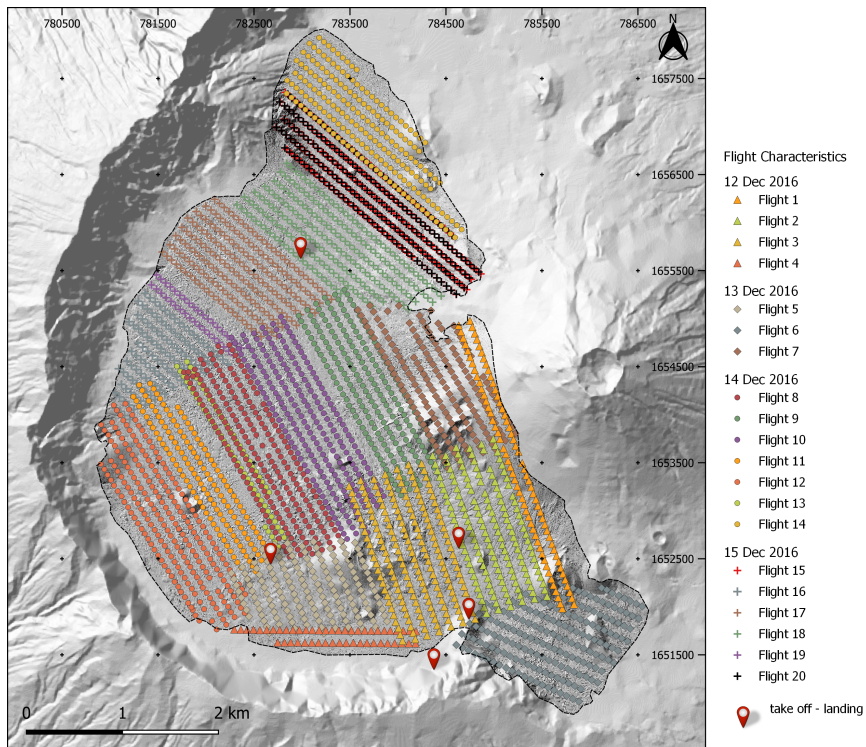 780500 781500 782500 783500 784500 785500 786500
N
1657500
1656500
1655500
1654500
1653500
1652500
1651500
0 1 2 km
Flight Characteristics
12 Dec 2016
Flight 1
Flight 2
Flight 3
Flight 4
13 Dec 2016
Flight 5
Flight 6
Flight 7
14 Dec 2016
Flight 8
Flight 9
Flight 10
Flight 11
Flight 12
Flight 13
Flight 14
15 Dec 2016
Flight 15
Flight 16
Flight 17
Flight 18
Flight 19
Flight 20
take off - landing